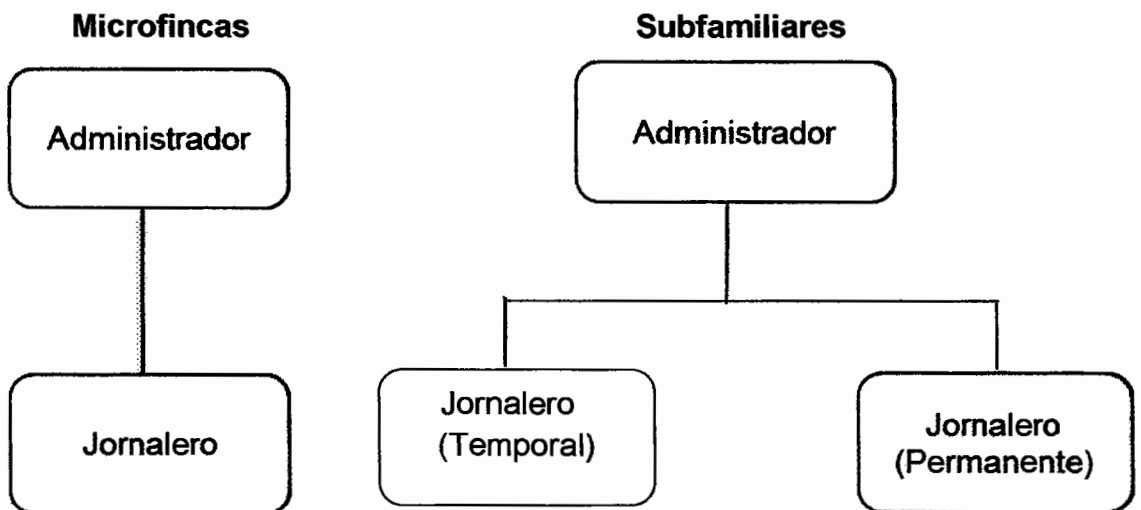 Microfincas
Administrador
Jornalero
Subfamiliares
Administrador
Jornalero
(Temporal)
Jornalero
(Permanente)